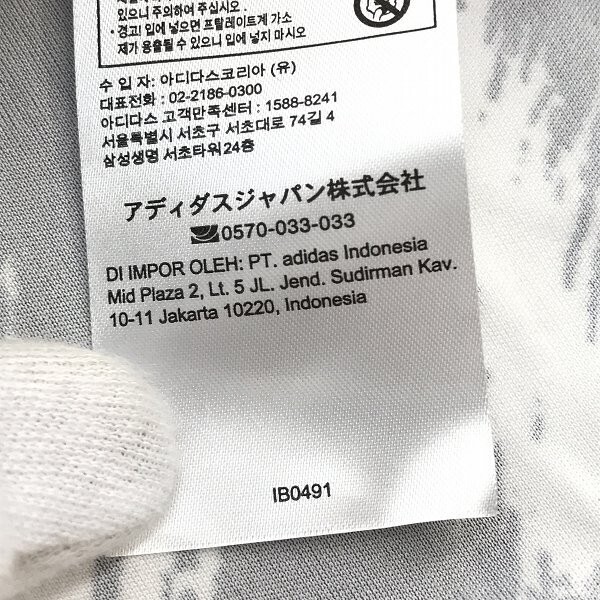 있으니 주의하여 주십시오 .
• 경고! 입에 넣으면 프탈레이트계 가소
제가 용출될 수 있으니 입에 넣지 마시오
수 입 자: 아디다스코리아 (유)
대표전화 : 02-2186-0300
아디다스 고객만족센터 : 1588-8241
서울특별시 서초구 서초대로 74길 4
삼성생명 서초타워24층
アディダスジャパン株式会社
0570-033-033
DI IMPOR OLEH: PT. adidas Indonesia
Mid Plaza 2, Lt. 5 JL. Jend. Sudirman Kav.
10-11 Jakarta 10220, Indonesia
IB0491